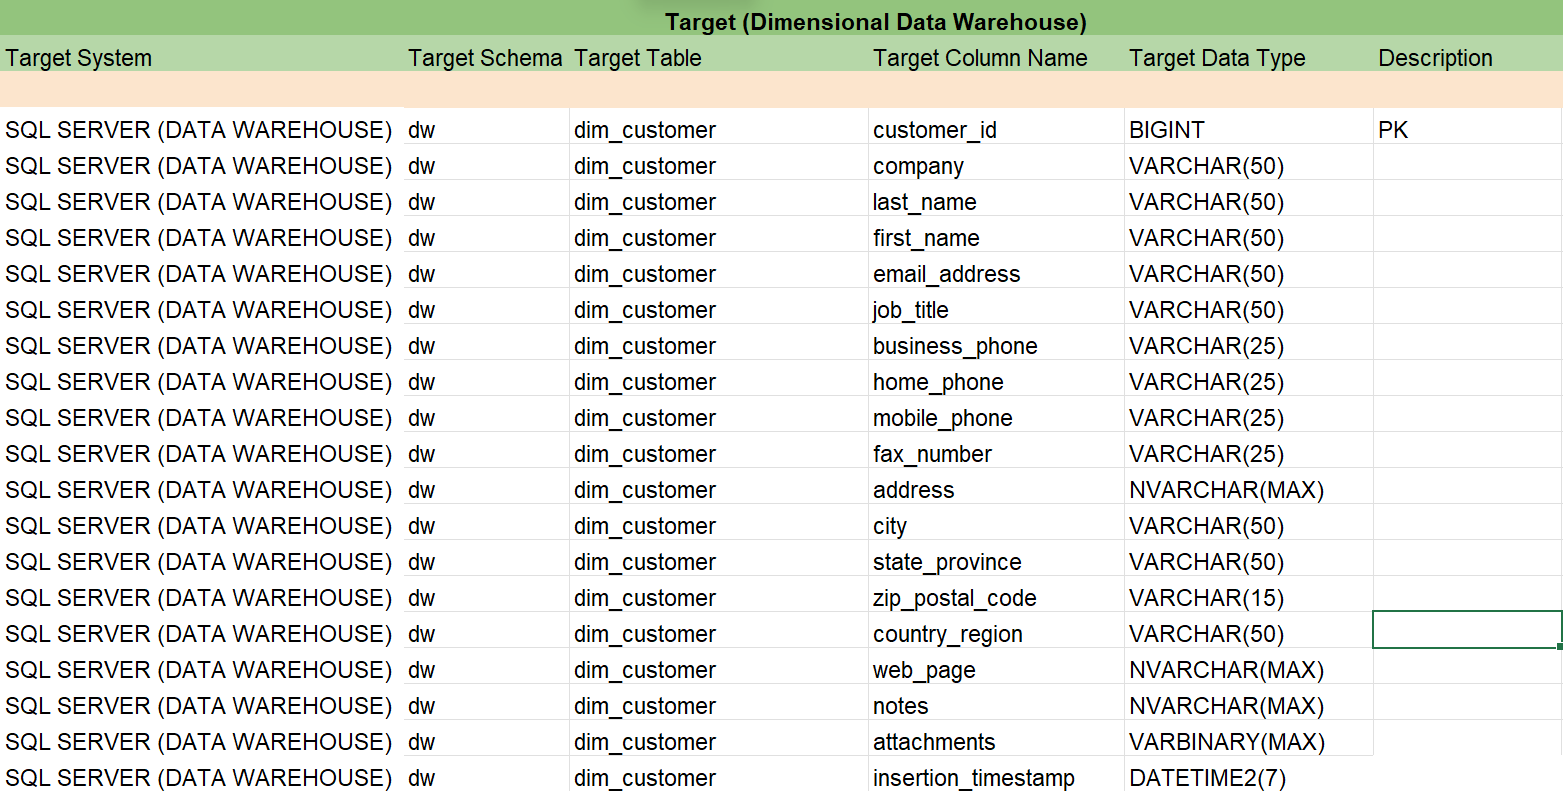 Target (Dimensional Data Warehouse)
Target System Target Schema Target Table Target Column Name Target Data Type Description
SQL SERVER (DATA WAREHOUSE) dw dim_customer customer_id BIGINT PK
SQL SERVER (DATA WAREHOUSE) dw dim_customer company VARCHAR(50)
SQL SERVER (DATA WAREHOUSE) dw dim_customer last_name VARCHAR(50)
SQL SERVER (DATA WAREHOUSE) dw dim_customer first_name VARCHAR(50)
SQL SERVER (DATA WAREHOUSE) dw dim_customer email_address VARCHAR(50)
SQL SERVER (DATA WAREHOUSE) dw dim_customer job_title VARCHAR(50)
SQL SERVER (DATA WAREHOUSE) dw dim_customer business_phone VARCHAR(25)
SQL SERVER (DATA WAREHOUSE) dw dim_customer home_phone VARCHAR(25)
SQL SERVER (DATA WAREHOUSE) dw dim_customer mobile_phone VARCHAR(25)
SQL SERVER (DATA WAREHOUSE) dw dim_customer fax_number VARCHAR(25)
SQL SERVER (DATA WAREHOUSE) dw dim_customer address NVARCHAR(MAX)
SQL SERVER (DATA WAREHOUSE) dw dim_customer city VARCHAR(50)
SQL SERVER (DATA WAREHOUSE) dw dim_customer state_province VARCHAR(50)
SQL SERVER (DATA WAREHOUSE) dw dim_customer zip_postal_code VARCHAR(15)
SQL SERVER (DATA WAREHOUSE) dw dim_customer country_region VARCHAR(50)
SQL SERVER (DATA WAREHOUSE) dw dim_customer web_page NVARCHAR(MAX)
SQL SERVER (DATA WAREHOUSE) dw dim_customer notes NVARCHAR(MAX)
SQL SERVER (DATA WAREHOUSE) dw dim_customer attachments VARBINARY(MAX)
SQL SERVER (DATA WAREHOUSE) dw dim_customer insertion_timestamp DATETIME2(7)